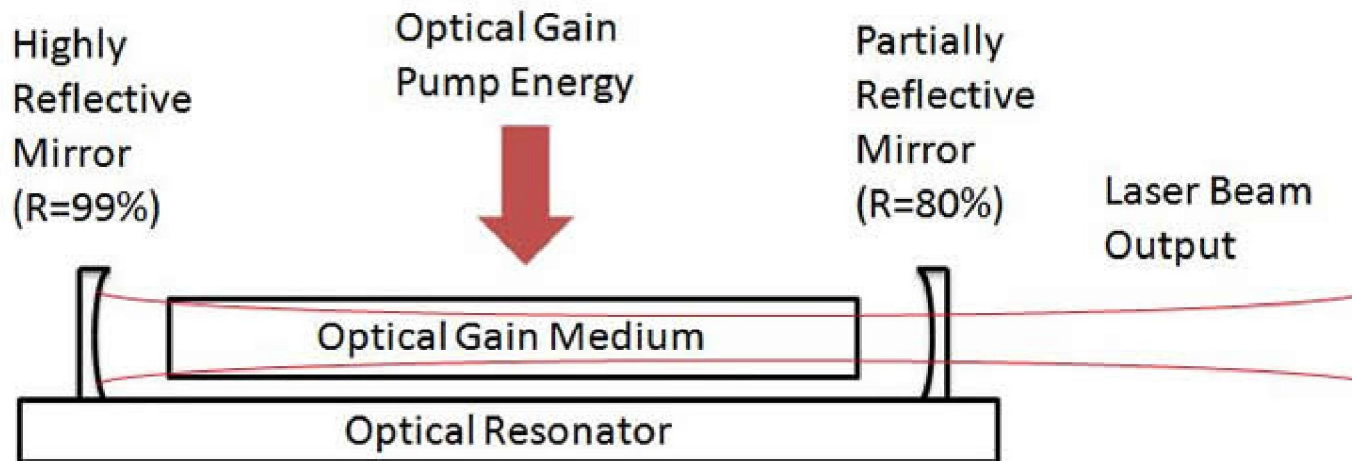 Highly
Reflective
Mirror
(R=99%)
Optical Gain
Pump Energy
Partially
Reflective
Mirror
(R=80%)
Laser Beam
Output
Optical Gain Medium
Optical Resonator